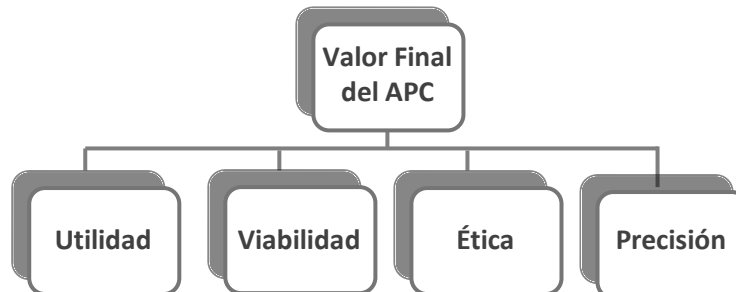 Valor Final
del APC
Utilidad
Viabilidad
Ética
Precisión